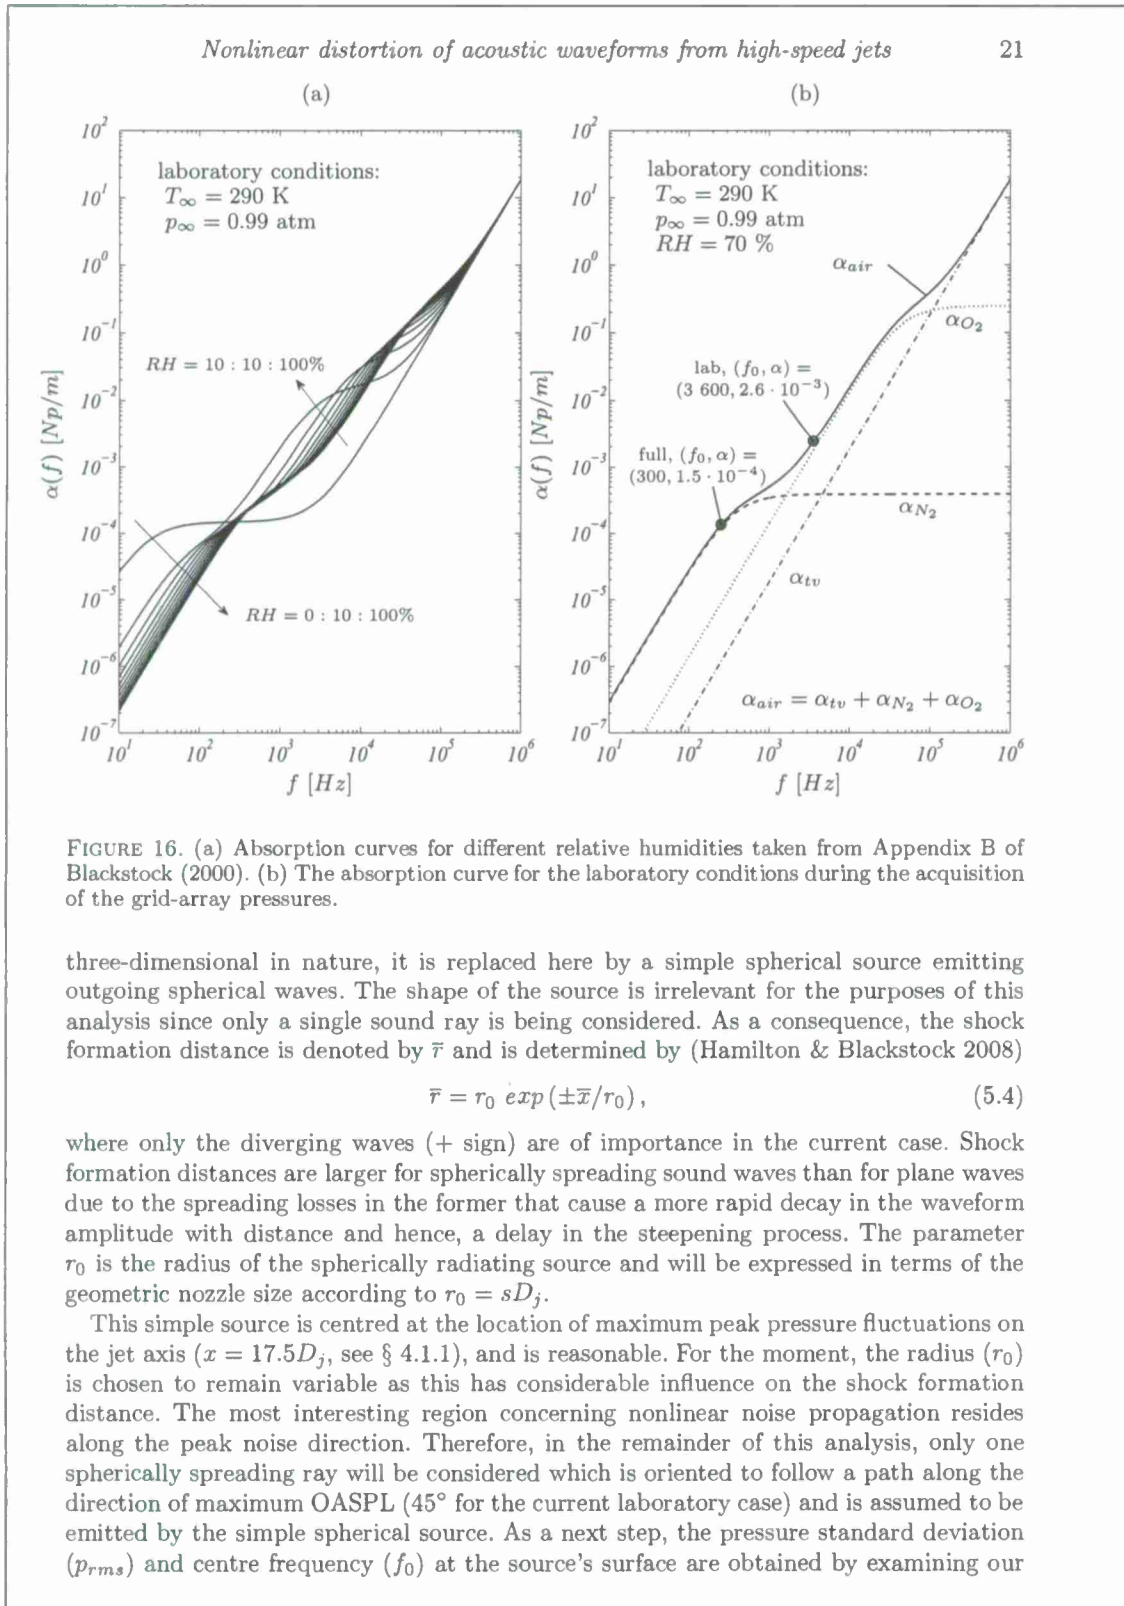 Nonlinear distortion of acoustic waveforms from high-speed jets 21
(a)
10^2
10^1
10^0
10^-1
10^-2
10^-3
10^-4
10^-5
10^-6
10^-7
α(f) [Np/m]
laboratory conditions:
T∞ = 290 K
p∞ = 0.99 atm
RH = 10 : 10 : 100%
RH = 0 : 10 : 100%
10^1 10^2 10^3 10^4 10^5 10^6
f [Hz]
(b)
10^2
10^1
10^0
10^-1
10^-2
10^-3
10^-4
10^-5
10^-6
10^-7
α(f) [Np/m]
laboratory conditions:
T∞ = 290 K
p∞ = 0.99 atm
RH = 70 %
α_air
α_O2
lab, (f0, α) =
(3 600, 2.6 · 10^-3)
full, (f0, α) =
(300, 1.5 · 10^-4)
α_N2
α_tv
α_air = α_tv + α_N2 + α_O2
10^1 10^2 10^3 10^4 10^5 10^6
f [Hz]
FIGURE 16. (a) Absorption curves for different relative humidities taken from Appendix B of
Blackstock (2000). (b) The absorption curve for the laboratory conditions during the acquisition
of the grid-array pressures.
three-dimensional in nature, it is replaced here by a simple spherical source emitting
outgoing spherical waves. The shape of the source is irrelevant for the purposes of this
analysis since only a single sound ray is being considered. As a consequence, the shock
formation distance is denoted by r̅ and is determined by (Hamilton & Blackstock 2008)
r̅ = r0 exp (±x̅/r0), (5.4)
where only the diverging waves (+ sign) are of importance in the current case. Shock
formation distances are larger for spherically spreading sound waves than for plane waves
due to the spreading losses in the former that cause a more rapid decay in the waveform
amplitude with distance and hence, a delay in the steepening process. The parameter
r0 is the radius of the spherically radiating source and will be expressed in terms of the
geometric nozzle size according to r0 = sDj.
This simple source is centred at the location of maximum peak pressure fluctuations on
the jet axis (x = 17.5Dj, see § 4.1.1), and is reasonable. For the moment, the radius (r0)
is chosen to remain variable as this has considerable influence on the shock formation
distance. The most interesting region concerning nonlinear noise propagation resides
along the peak noise direction. Therefore, in the remainder of this analysis, only one
spherically spreading ray will be considered which is oriented to follow a path along the
direction of maximum OASPL (45° for the current laboratory case) and is assumed to be
emitted by the simple spherical source. As a next step, the pressure standard deviation
(p_rms) and centre frequency (f0) at the source's surface are obtained by examining our